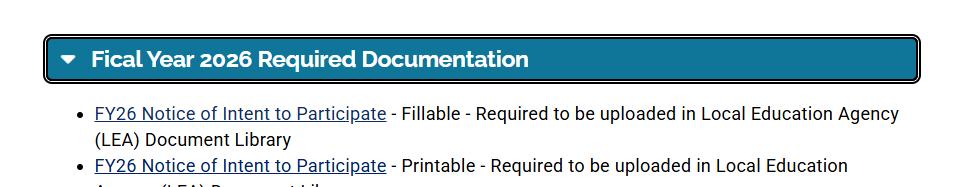 Fical Year 2026 Required Documentation
FY26 Notice of Intent to Participate - Fillable - Required to be uploaded in Local Education Agency
(LEA) Document Library
FY26 Notice of Intent to Participate - Printable - Required to be uploaded in Local Education